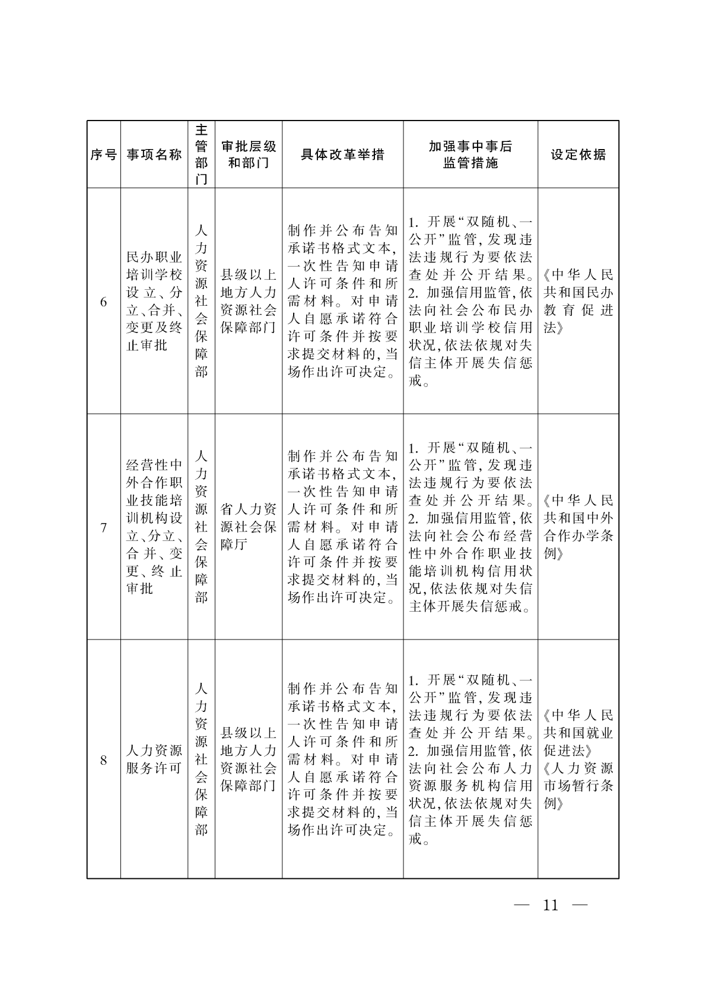 序号
事项名称
主
管
部
门
审批层级
和部门
具体改革举措
加强事中事后
监管措施
设定依据
6
民办职业
培训学校
设立、分
立、合并、
变更及终
止审批
人
力
资
源
社
会
保
障
部
县级以上
地方人力
资源社会
保障部门
制作并公布告知
承诺书格式文本,
一次性告知申请
人许可条件和所
需材料。对申请
人自愿承诺符合
许可条件并按要
求提交材料的,当
场作出许可决定。
1. 开展“双随机、一
公开”监管,发现违
法违规行为要依法
查处并公开结果。
2. 加强信用监管,依
法向社会公布民办
职业培训学校信用
状况,依法依规对失
信主体开展失信惩
戒。
《中华人民
共和国民办
教育促进
法》
7
经营性中
外合作职
业技能培
训机构设
立、分立、
合并、变
更、终止
审批
人
力
资
源
社
会
保
障
部
省人力资
源社会保
障厅
制作并公布告知
承诺书格式文本,
一次性告知申请
人许可条件和所
需材料。对申请
人自愿承诺符合
许可条件并按要
求提交材料的,当
场作出许可决定。
1. 开展“双随机、一
公开”监管,发现违
法违规行为要依法
查处并公开结果。
2. 加强信用监管,依
法向社会公布经营
性中外合作职业技
能培训机构信用状
况,依法依规对失信
主体开展失信惩戒。
《中华人民
共和国中外
合作办学条
例》
8
人力资源
服务许可
人
力
资
源
社
会
保
障
部
县级以上
地方人力
资源社会
保障部门
制作并公布告知
承诺书格式文本,
一次性告知申请
人许可条件和所
需材料。对申请
人自愿承诺符合
许可条件并按要
求提交材料的,当
场作出许可决定。
1. 开展“双随机、一
公开”监管,发现违
法违规行为要依法
查处并公开结果。
2. 加强信用监管,依
法向社会公布人力
资源服务机构信用
状况,依法依规对失
信主体开展失信惩
戒。
《中华人民
共和国就业
促进法》
《人力资源
市场暂行条
例》
— 11 —